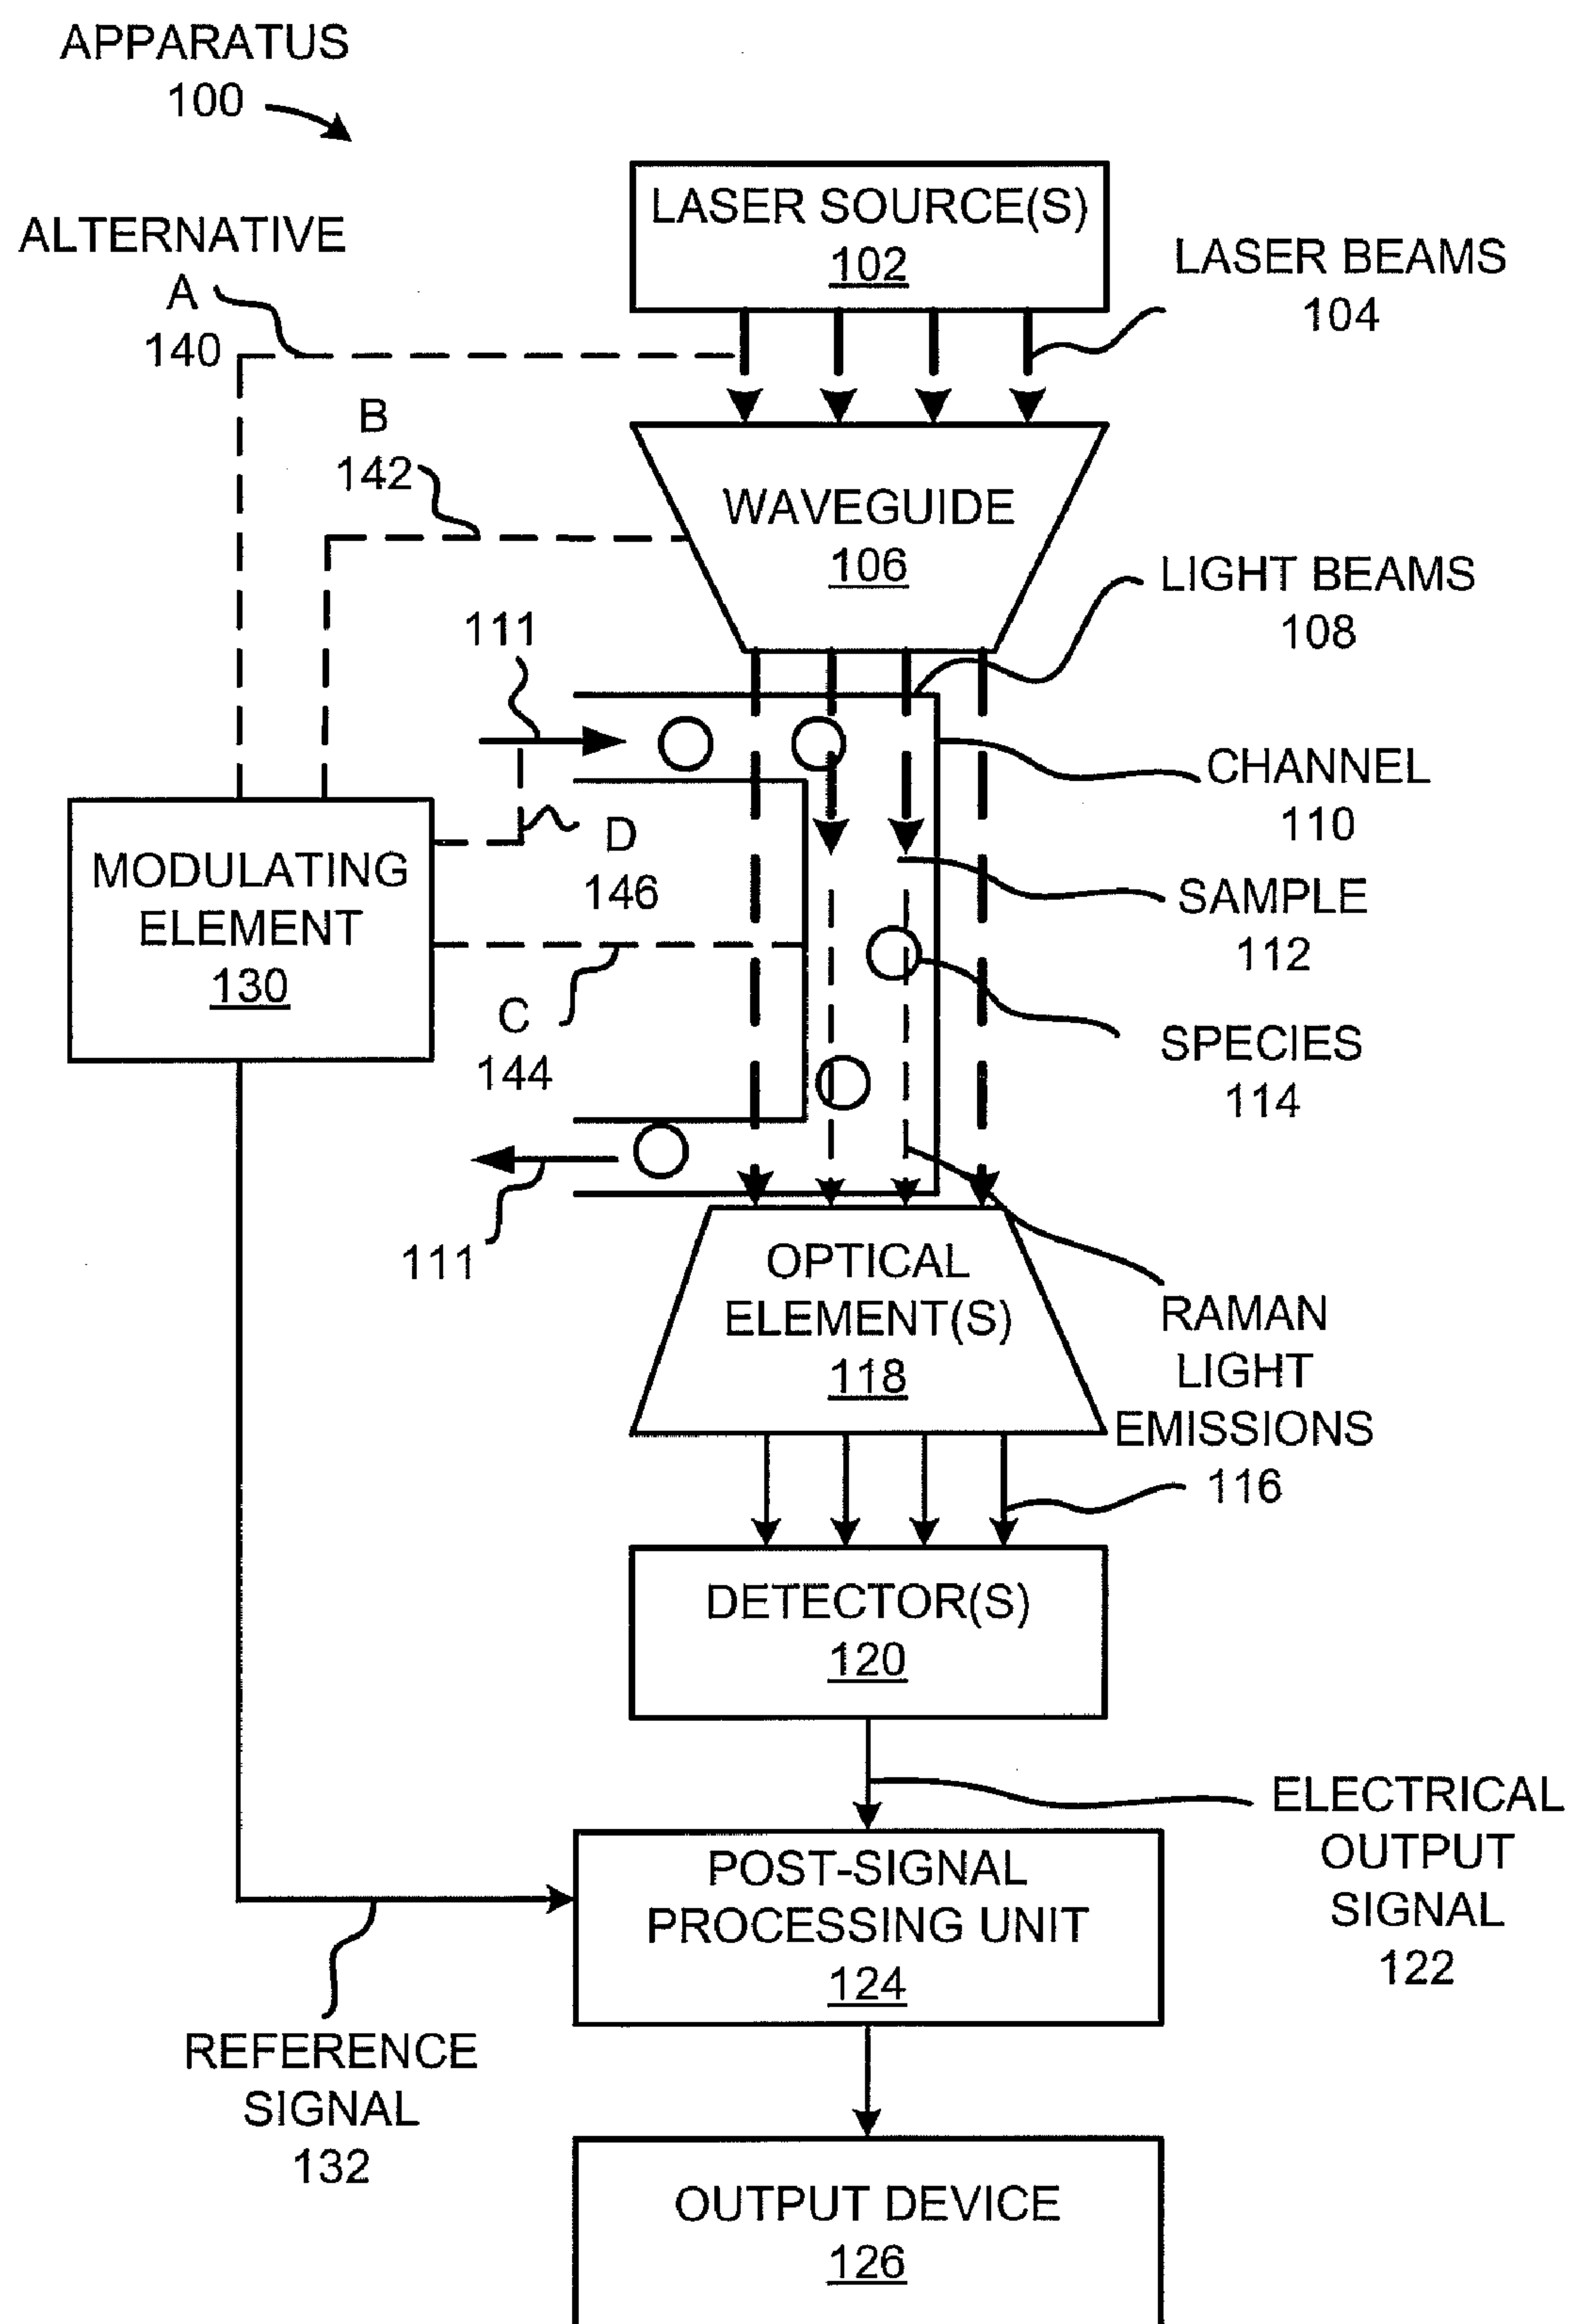 APPARATUS
100
LASER SOURCE(S)
102
ALTERNATIVE
A
140
LASER BEAMS
104
B
142
WAVEGUIDE
106
LIGHT BEAMS
108
111
CHANNEL
110
D
146
MODULATING
ELEMENT
130
SAMPLE
112
C
144
SPECIES
114
111
OPTICAL
ELEMENT(S)
118
RAMAN
LIGHT
EMISSIONS
116
DETECTOR(S)
120
ELECTRICAL
OUTPUT
SIGNAL
122
POST-SIGNAL
PROCESSING UNIT
124
REFERENCE
SIGNAL
132
OUTPUT DEVICE
126